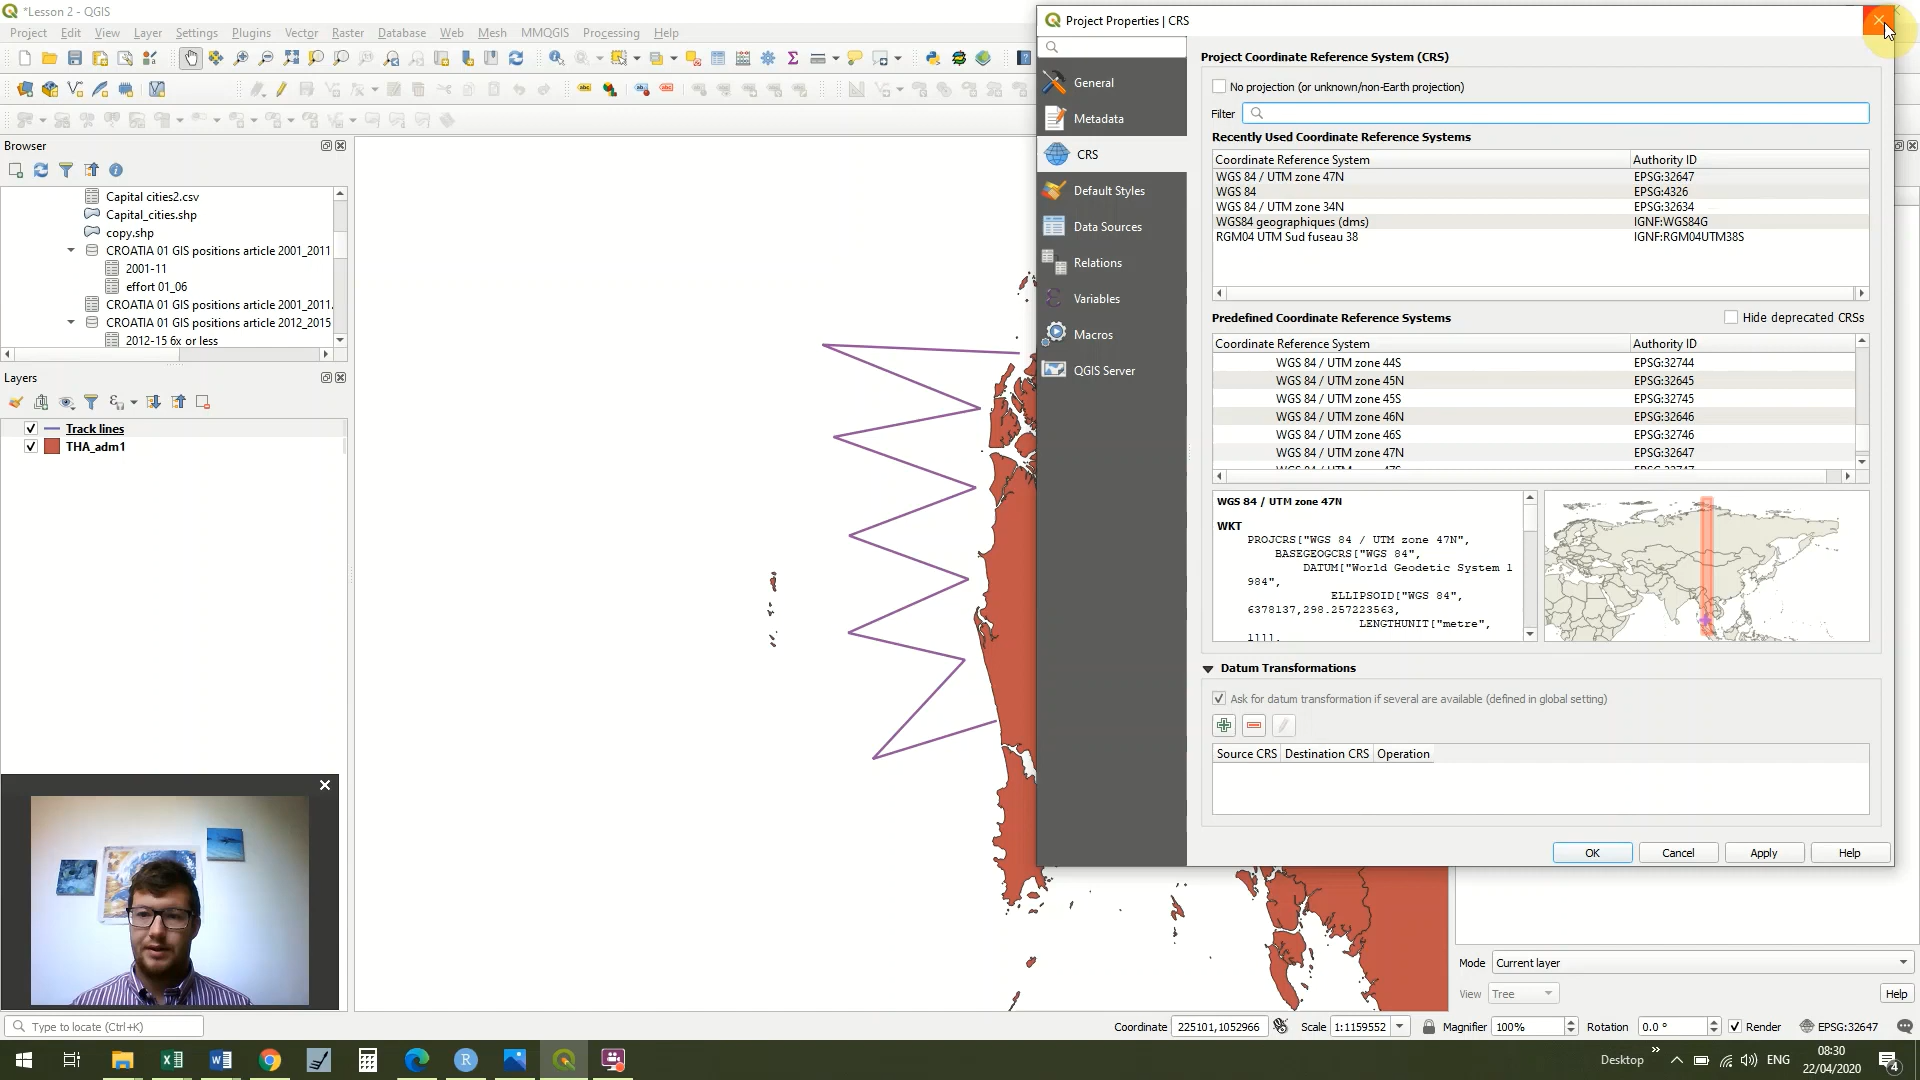 *Lesson 2 - QGIS
Project Edit View Layer Settings Plugins Vector Raster Database Web Mesh MMQGIS Processing Help
Browser
Capital cities2.csv
Capital_cities.shp
copy.shp
CROATIA 01 GIS positions article 2001_2011
2001-11
effort 01_06
CROATIA 01 GIS positions article 2001_2011.
CROATIA 01 GIS positions article 2012_2015
2012-15 6x or less
Layers
Track lines
THA_adm1
Project Properties | CRS
General
Metadata
CRS
Default Styles
Data Sources
Relations
Variables
Macros
QGIS Server
Project Coordinate Reference System (CRS)
No projection (or unknown/non-Earth projection)
Filter
Recently Used Coordinate Reference Systems
Coordinate Reference System Authority ID
WGS 84 / UTM zone 47N EPSG:32647
WGS 84 EPSG:4326
WGS 84 / UTM zone 34N EPSG:32634
WGS84 geographiques (dms) IGNF:WGS84G
RGM04 UTM Sud fuseau 38 IGNF:RGM04UTM38S
Predefined Coordinate Reference Systems Hide deprecated CRSs
Coordinate Reference System Authority ID
WGS 84 / UTM zone 44S EPSG:32744
WGS 84 / UTM zone 45N EPSG:32645
WGS 84 / UTM zone 45S EPSG:32745
WGS 84 / UTM zone 46N EPSG:32646
WGS 84 / UTM zone 46S EPSG:32746
WGS 84 / UTM zone 47N EPSG:32647
WGS 84 / UTM zone 47S EPSG:32747
WGS 84 / UTM zone 47N
WKT
PROJCRS["WGS 84 / UTM zone 47N",
BASEGEOGCRS["WGS 84",
DATUM["World Geodetic System 1
984",
ELLIPSOID["WGS 84",
6378137,298.257223563,
LENGTHUNIT["metre",
1]]],
Datum Transformations
Ask for datum transformation if several are available (defined in global setting)
Source CRS Destination CRS Operation
OK Cancel Apply Help
Mode Current layer
View Tree Help
Type to locate (Ctrl+K) Coordinate 225101,1052966 Scale 1:1159552 Magnifier 100% Rotation 0.0 ° Render EPSG:32647
Desktop ENG
08:30
22/04/2020
4